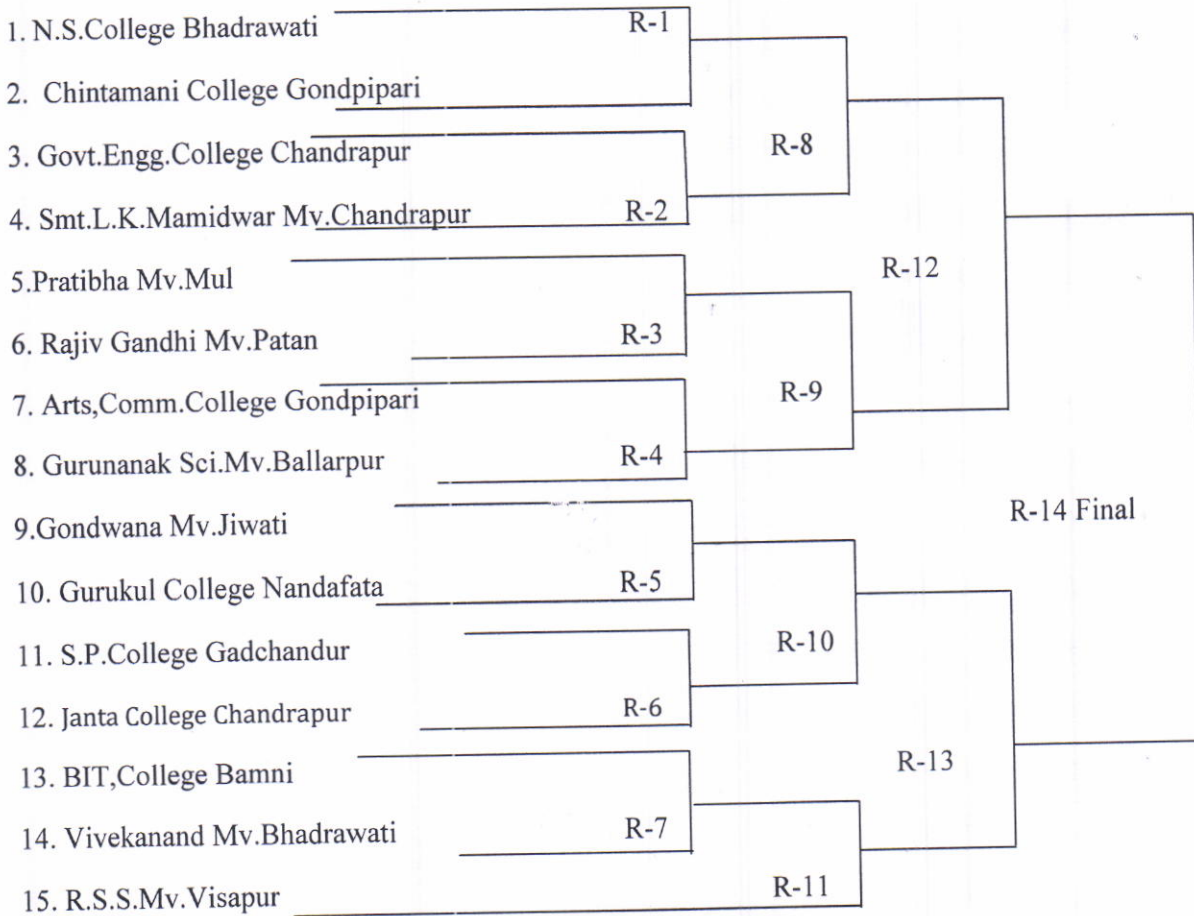 1. N.S.College Bhadrawati R-1
2. Chintamani College Gondpipari
3. Govt.Engg.College Chandrapur R-8
4. Smt.L.K.Mamidwar Mv.Chandrapur R-2
5.Pratibha Mv.Mul R-12
6. Rajiv Gandhi Mv.Patan R-3
7. Arts,Comm.College Gondpipari R-9
8. Gurunanak Sci.Mv.Ballarpur R-4
9.Gondwana Mv.Jiwati R-14 Final
10. Gurukul College Nandafata R-5
11. S.P.College Gadchandur R-10
12. Janta College Chandrapur R-6
13. BIT,College Bamni R-13
14. Vivekanand Mv.Bhadrawati R-7
15. R.S.S.Mv.Visapur R-11